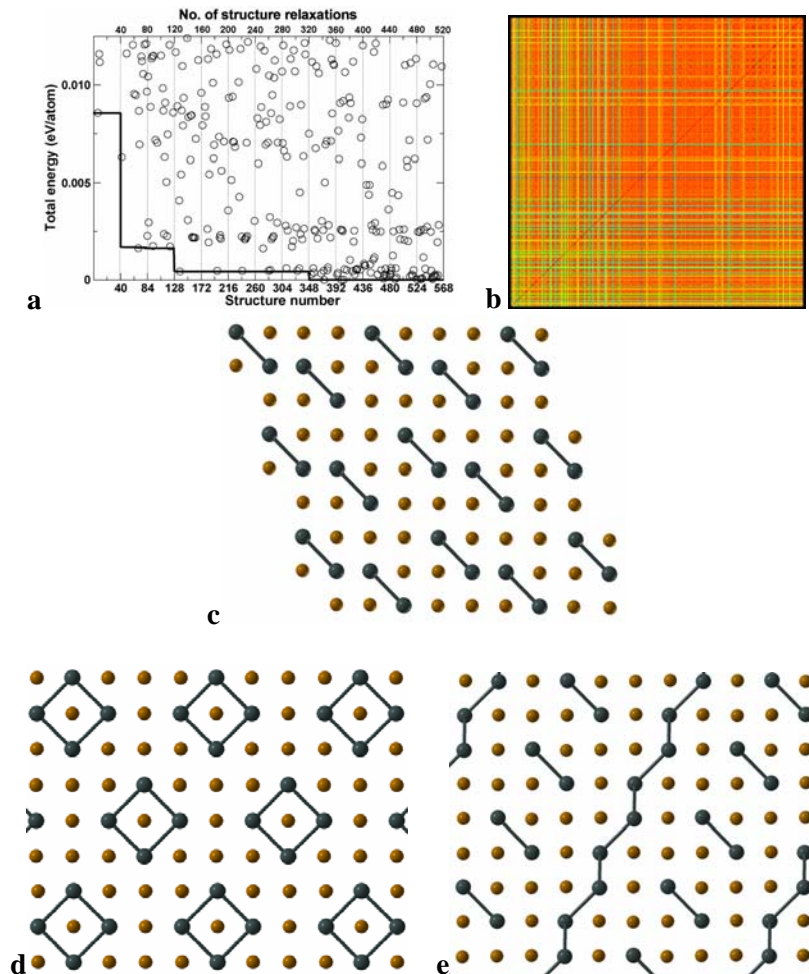 No. of structure relaxations
40 80 120 160 200 240 280 320 360 400 440 480 520
Total energy (eV/atom)
0.010
0.005
0
40 84 128 172 216 260 304 348 392 436 480 524 568
Structure number
a
b
c
d
e